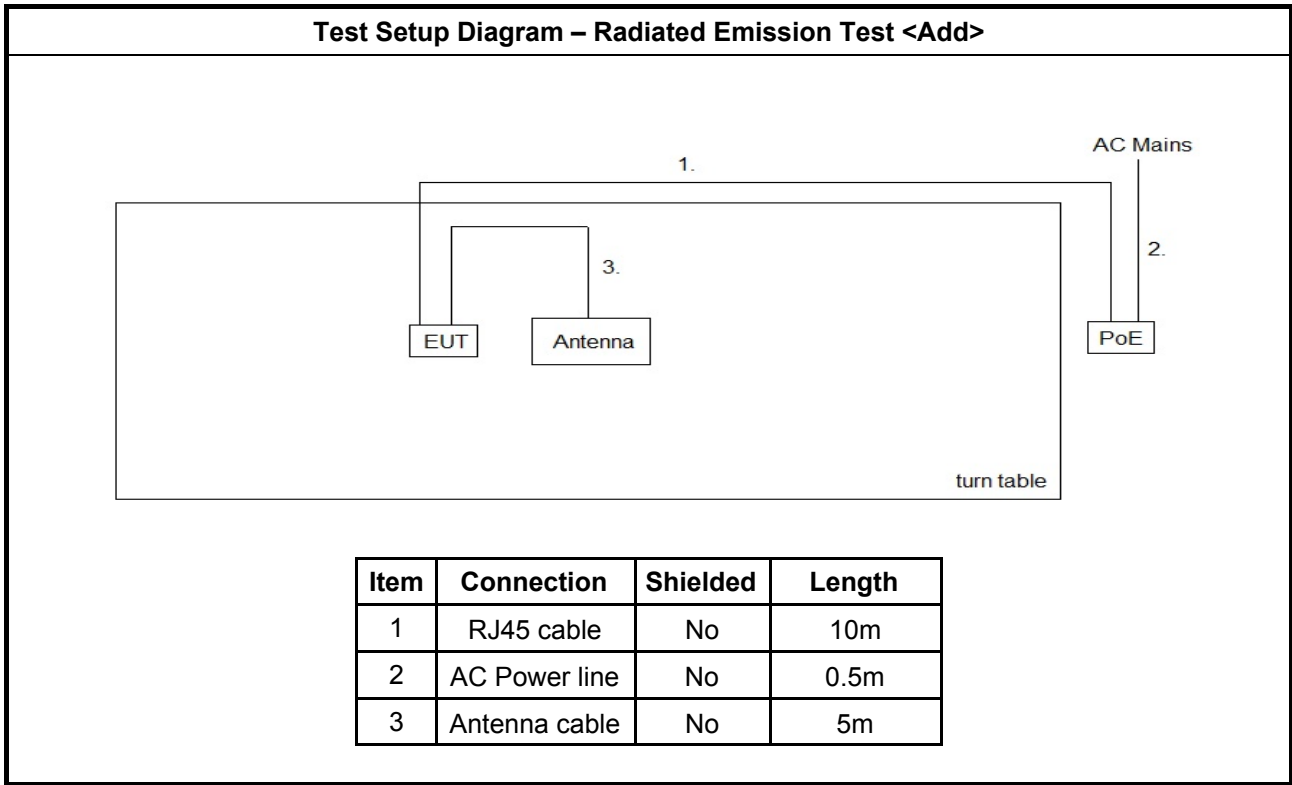 Test Setup Diagram – Radiated Emission Test <Add>
AC Mains
1.
2.
3.
EUT
Antenna
PoE
turn table
Item Connection Shielded Length
1 RJ45 cable No 10m
2 AC Power line No 0.5m
3 Antenna cable No 5m